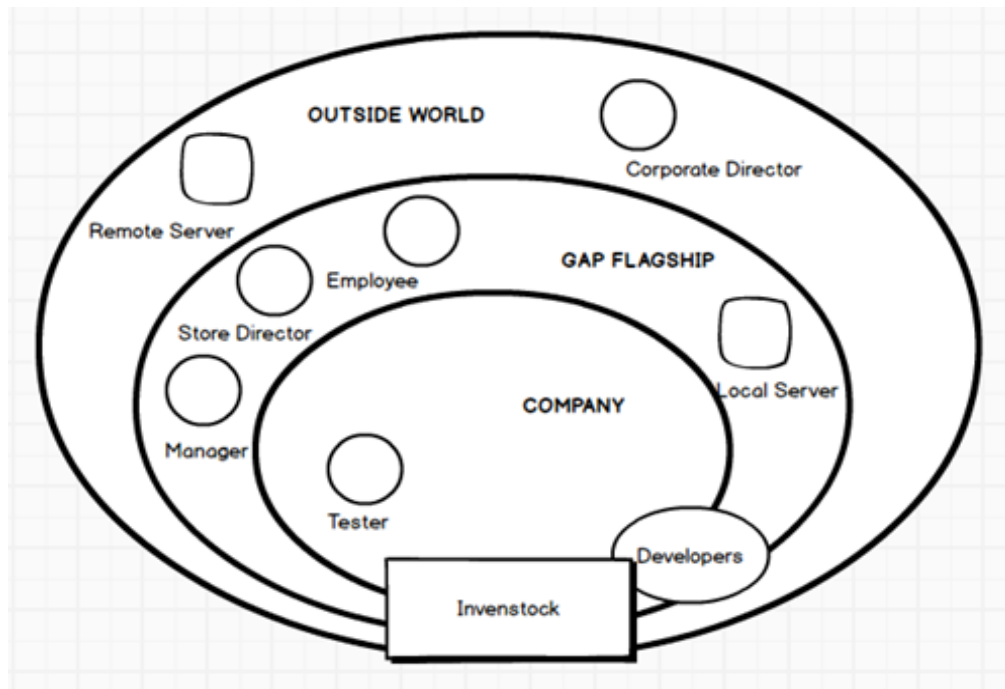 OUTSIDE WORLD
Corporate Director
Remote Server
Employee
GAP FLAGSHIP
Store Director
Local Server
COMPANY
Manager
Tester
Developers
Invenstock